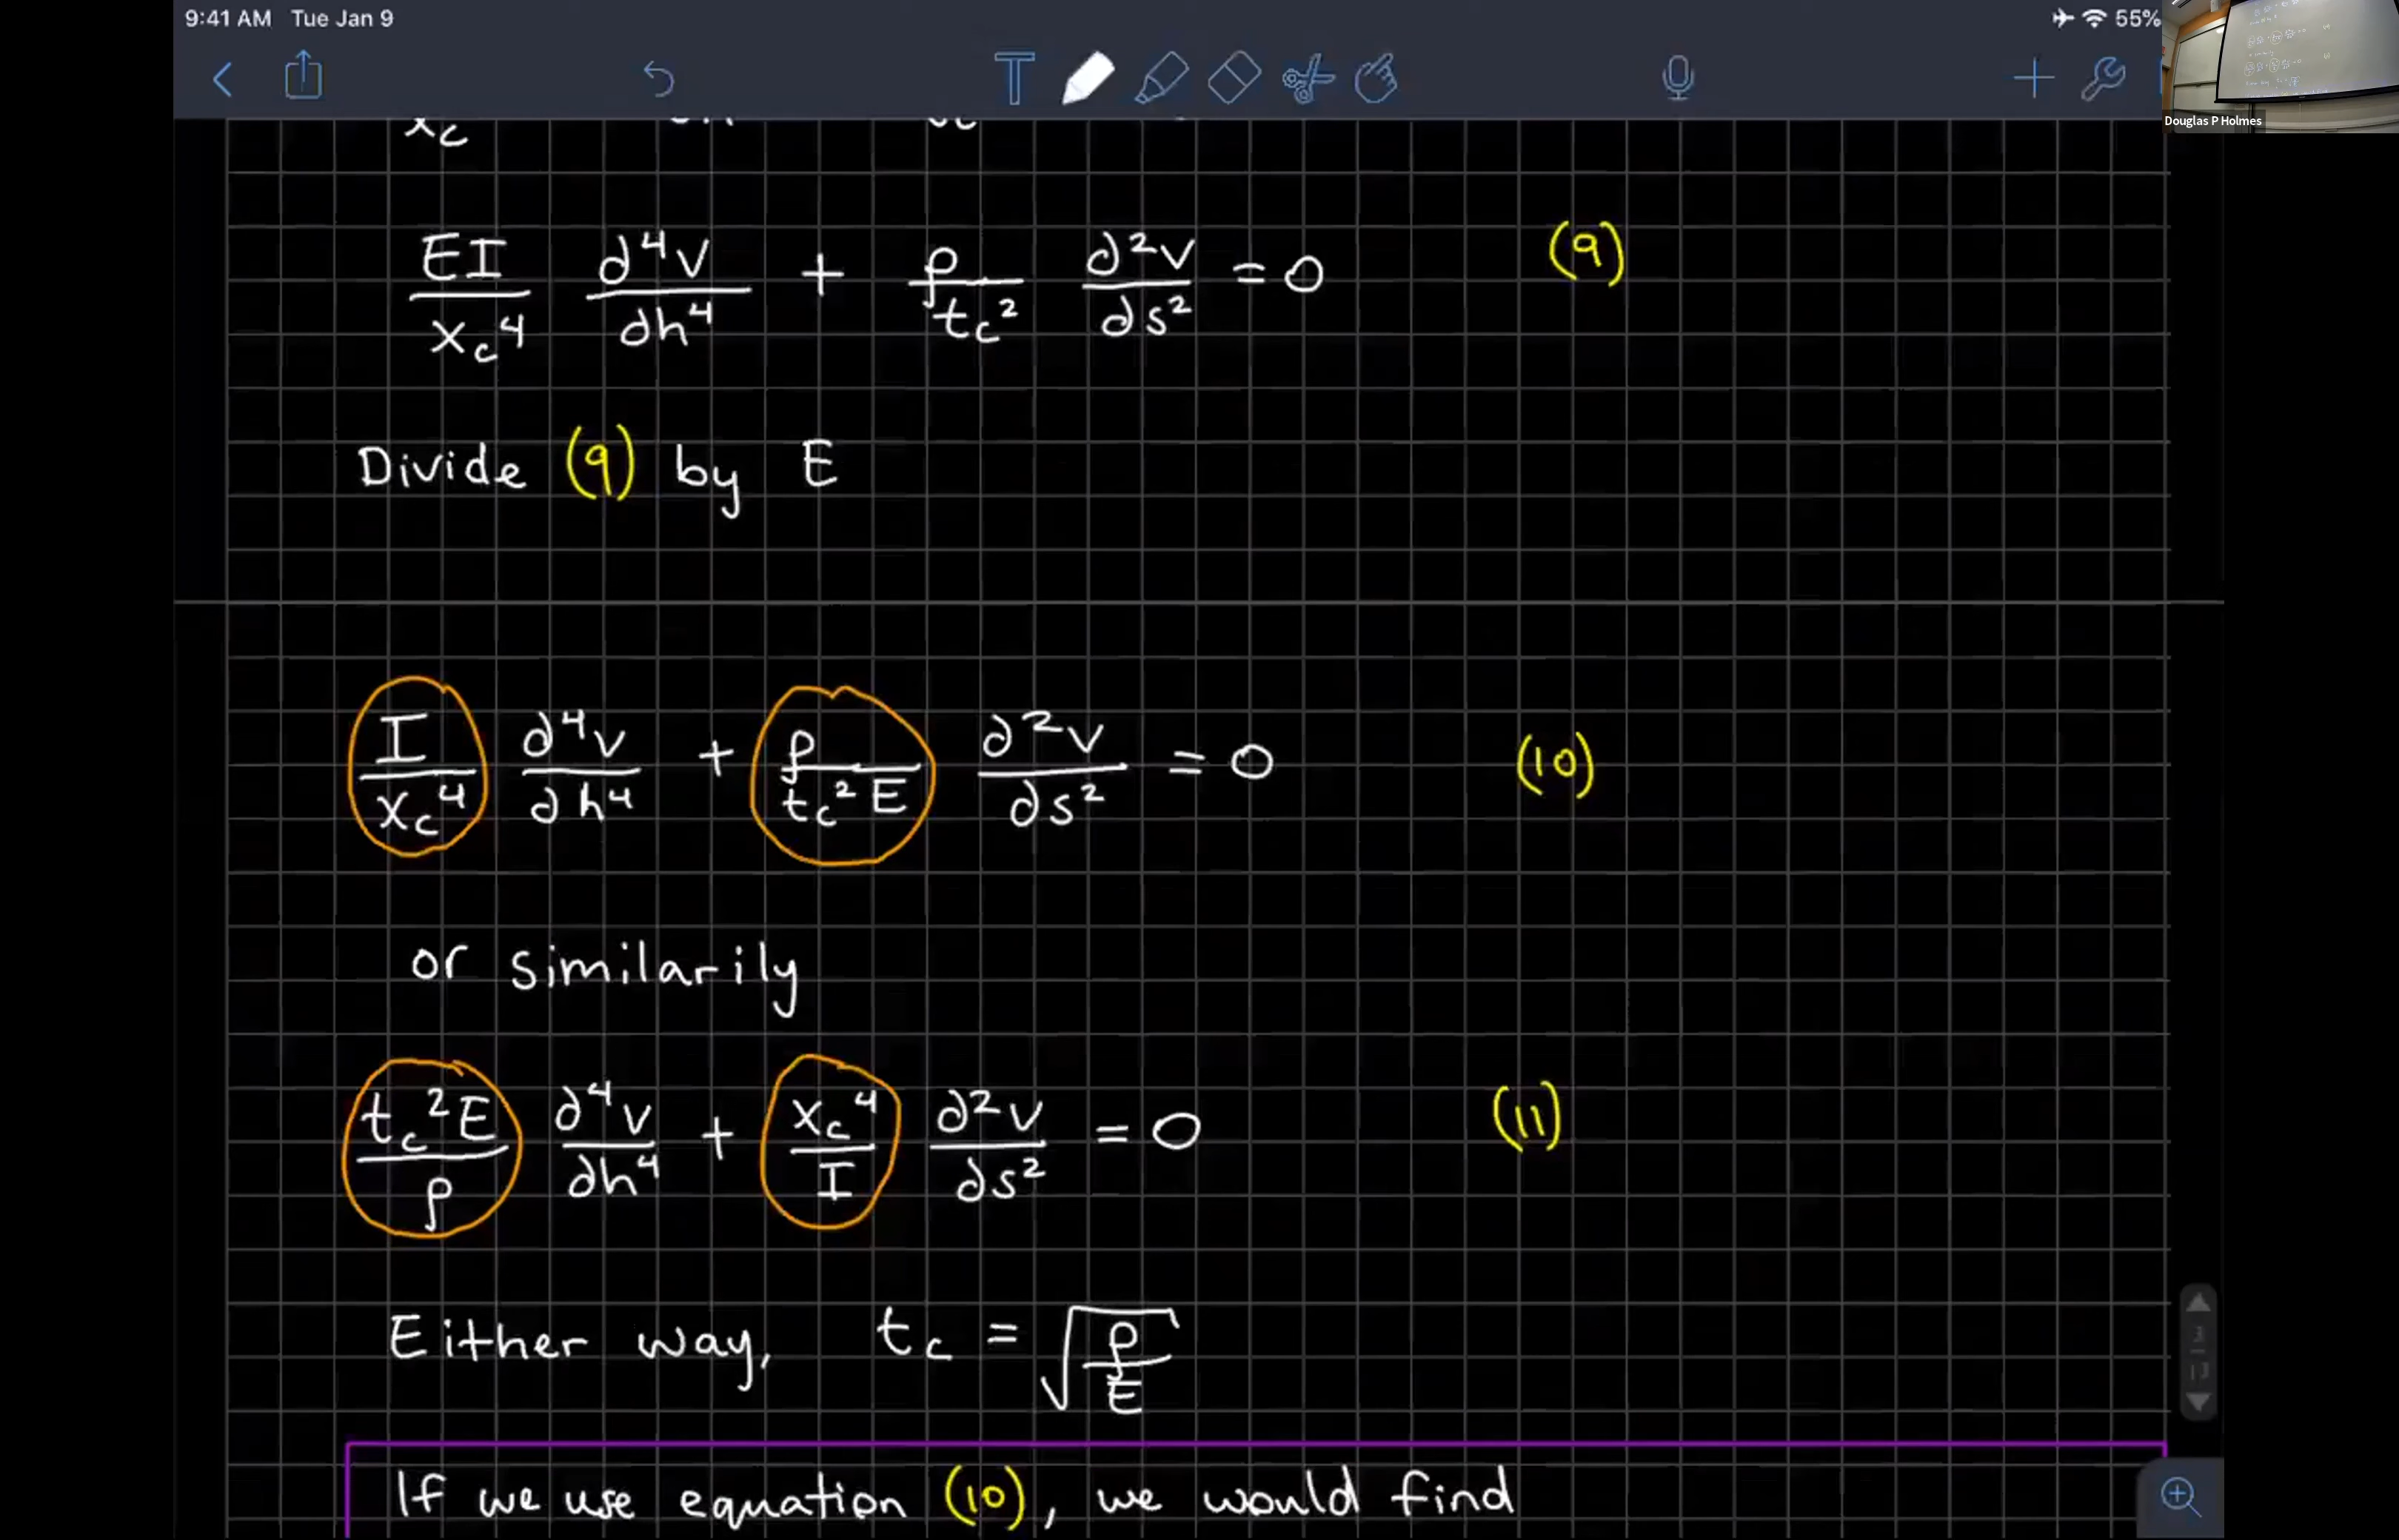 9:41 AM Tue Jan 9 55%
Douglas P Holmes
x_c
EI/x_c^4 ∂^4v/∂h^4 + ρ/t_c^2 ∂^2v/∂s^2 = 0 (9)
Divide (9) by E
I/x_c^4 ∂^4v/∂h^4 + ρ/(t_c^2 E) ∂^2v/∂s^2 = 0 (10)
or similarily
t_c^2 E/ρ ∂^4v/∂h^4 + x_c^4/I ∂^2v/∂s^2 = 0 (11)
Either way, t_c = √(ρ/E)
If we use equation (10), we would find